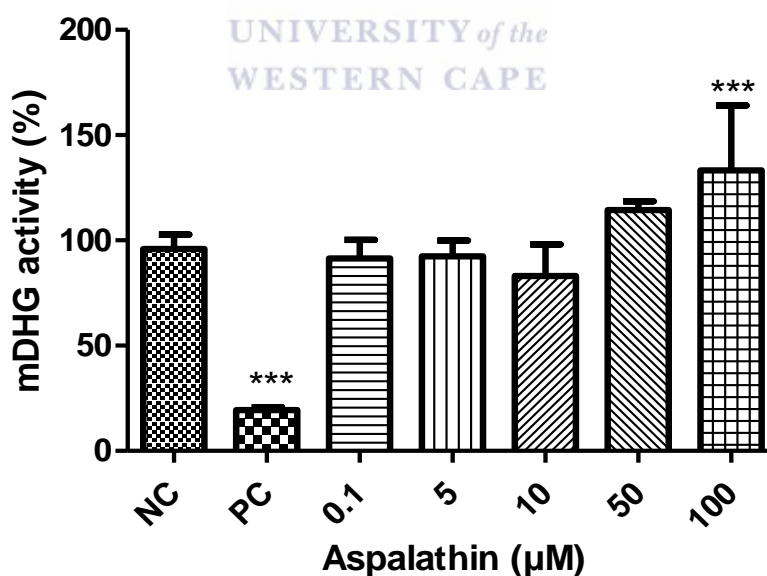 UNIVERSITY of the
WESTERN CAPE
mDHG activity (%)
200
150
100
50
0
***
***
NC
PC
0.1
5
10
50
100
Aspalathin (µM)